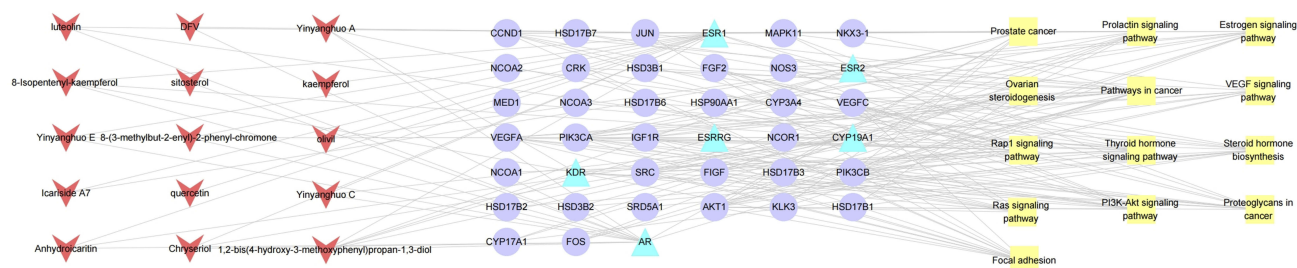 luteolin
DFV
Yinyanghuo A
8-Isopentenyl-kaempferol
sitosterol
kaempferol
Yinyanghuo E
8-(3-methylbut-2-enyl)-2-phenyl-chromone
olivil
Icariside A7
quercetin
Yinyanghuo C
Anhydroicaritin
Chryseriol
1,2-bis(4-hydroxy-3-methoxyphenyl)propan-1,3-diol
CCND1
HSD17B7
JUN
ESR1
MAPK11
NKX3-1
NCOA2
CRK
HSD3B1
FGF2
NOS3
ESR2
MED1
NCOA3
HSD17B6
HSP90AA1
CYP3A4
VEGFC
VEGFA
PIK3CA
IGF1R
ESRRG
NCOR1
CYP19A1
NCOA1
KDR
SRC
FIGF
HSD17B3
PIK3CB
HSD17B2
HSD3B2
SRD5A1
AKT1
KLK3
HSD17B1
CYP17A1
FOS
AR
Prostate cancer
Prolactin signaling
pathway
Estrogen signaling
pathway
Ovarian
steroidogenesis
Pathways in cancer
VEGF signaling
pathway
Rap1 signaling
pathway
Thyroid hormone
signaling pathway
Steroid hormone
biosynthesis
Ras signaling
pathway
PI3K-Akt signaling
pathway
Proteoglycans in
cancer
Focal adhesion